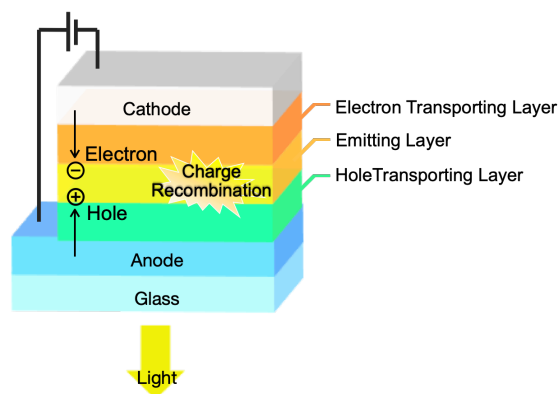 Cathode
Electron Transporting Layer
Emitting Layer
Electron
Charge
Recombination
HoleTransporting Layer
Hole
Anode
Glass
Light